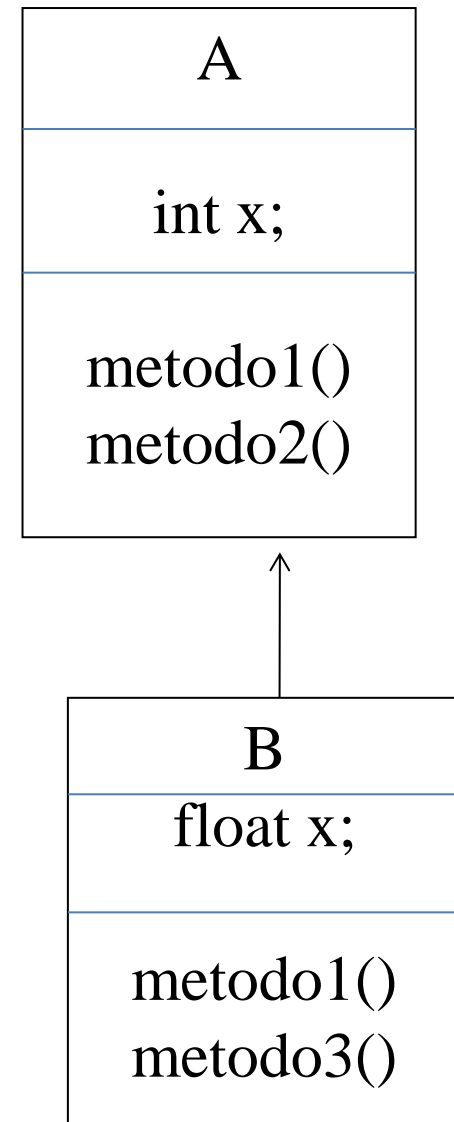 A
int x;
metodo1()
metodo2()
B
float x;
metodo1()
metodo3()